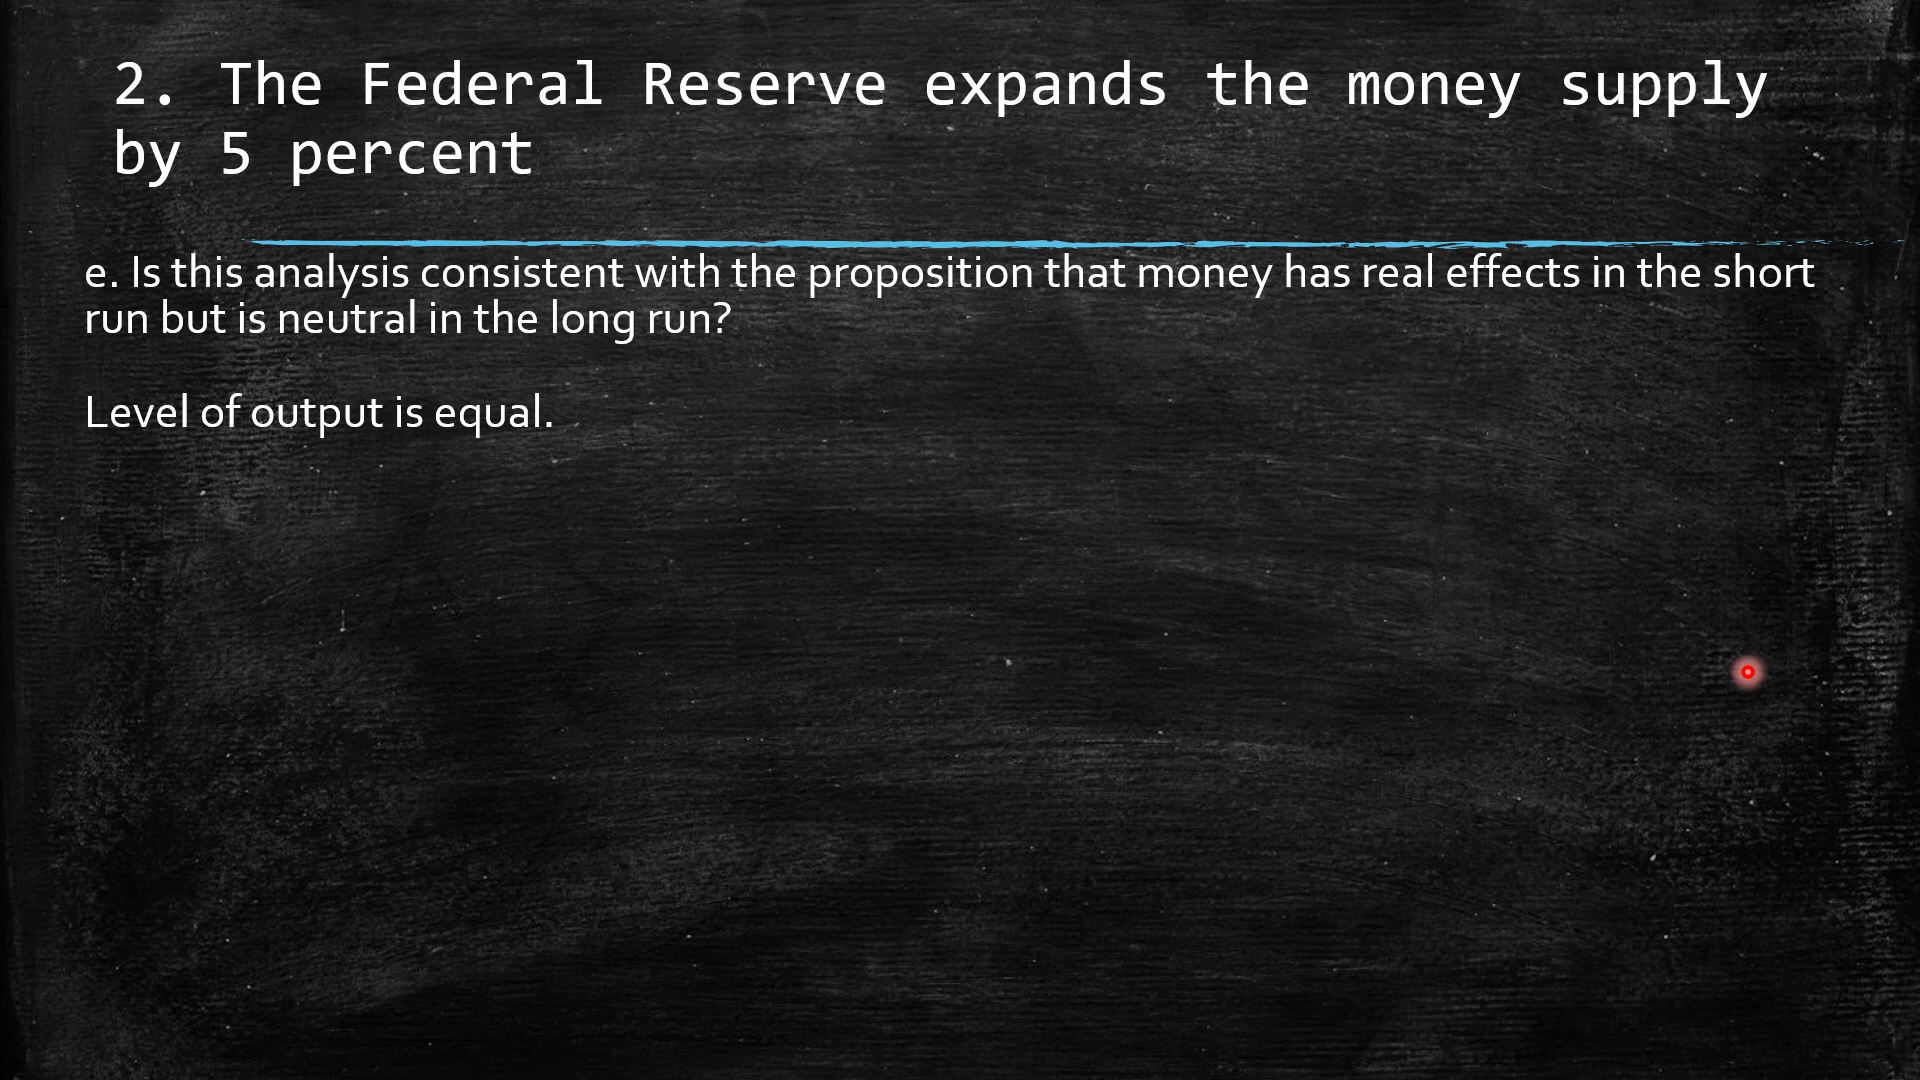 2. The Federal Reserve expands the money supply
by 5 percent
e. Is this analysis consistent with the proposition that money has real effects in the short
run but is neutral in the long run?
Level of output is equal.